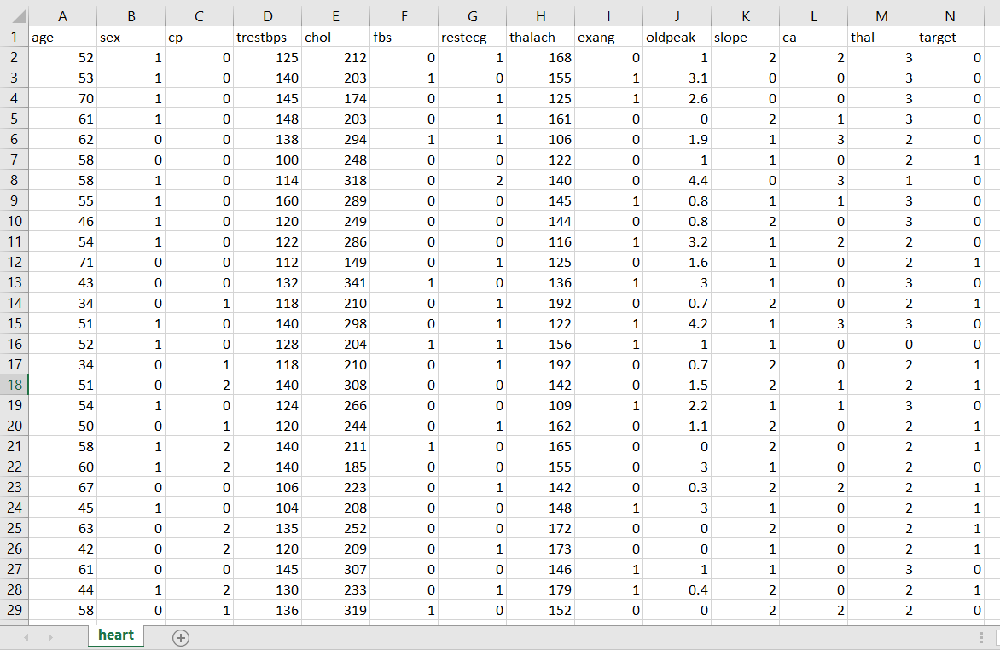 A B C D E F G H I J K L M N
1 age sex cp trestbps chol fbs restecg thalach exang oldpeak slope ca thal target
2 52 1 0 125 212 0 1 168 0 1 2 2 3 0
3 53 1 0 140 203 1 0 155 1 3.1 0 0 3 0
4 70 1 0 145 174 0 1 125 1 2.6 0 0 3 0
5 61 1 0 148 203 0 1 161 0 0 2 1 3 0
6 62 0 0 138 294 1 1 106 0 1.9 1 3 2 0
7 58 0 0 100 248 0 0 122 0 1 1 0 2 1
8 58 1 0 114 318 0 2 140 0 4.4 0 3 1 0
9 55 1 0 160 289 0 0 145 1 0.8 1 1 3 0
10 46 1 0 120 249 0 0 144 0 0.8 2 0 3 0
11 54 1 0 122 286 0 0 116 1 3.2 1 2 2 0
12 71 0 0 112 149 0 1 125 0 1.6 1 0 2 1
13 43 0 0 132 341 1 0 136 1 3 1 0 3 0
14 34 0 1 118 210 0 1 192 0 0.7 2 0 2 1
15 51 1 0 140 298 0 1 122 1 4.2 1 3 3 0
16 52 1 0 128 204 1 1 156 1 1 1 0 0 0
17 34 0 1 118 210 0 1 192 0 0.7 2 0 2 1
18 51 0 2 140 308 0 0 142 0 1.5 2 1 2 1
19 54 1 0 124 266 0 0 109 1 2.2 1 1 3 0
20 50 0 1 120 244 0 1 162 0 1.1 2 0 2 1
21 58 1 2 140 211 1 0 165 0 0 2 0 2 1
22 60 1 2 140 185 0 0 155 0 3 1 0 2 0
23 67 0 0 106 223 0 1 142 0 0.3 2 2 2 1
24 45 1 0 104 208 0 0 148 1 3 1 0 2 1
25 63 0 2 135 252 0 0 172 0 0 2 0 2 1
26 42 0 2 120 209 0 1 173 0 0 1 0 2 1
27 61 0 0 145 307 0 0 146 1 1 1 0 3 0
28 44 1 2 130 233 0 1 179 1 0.4 2 0 2 1
29 58 0 1 136 319 1 0 152 0 0 2 2 2 0
heart